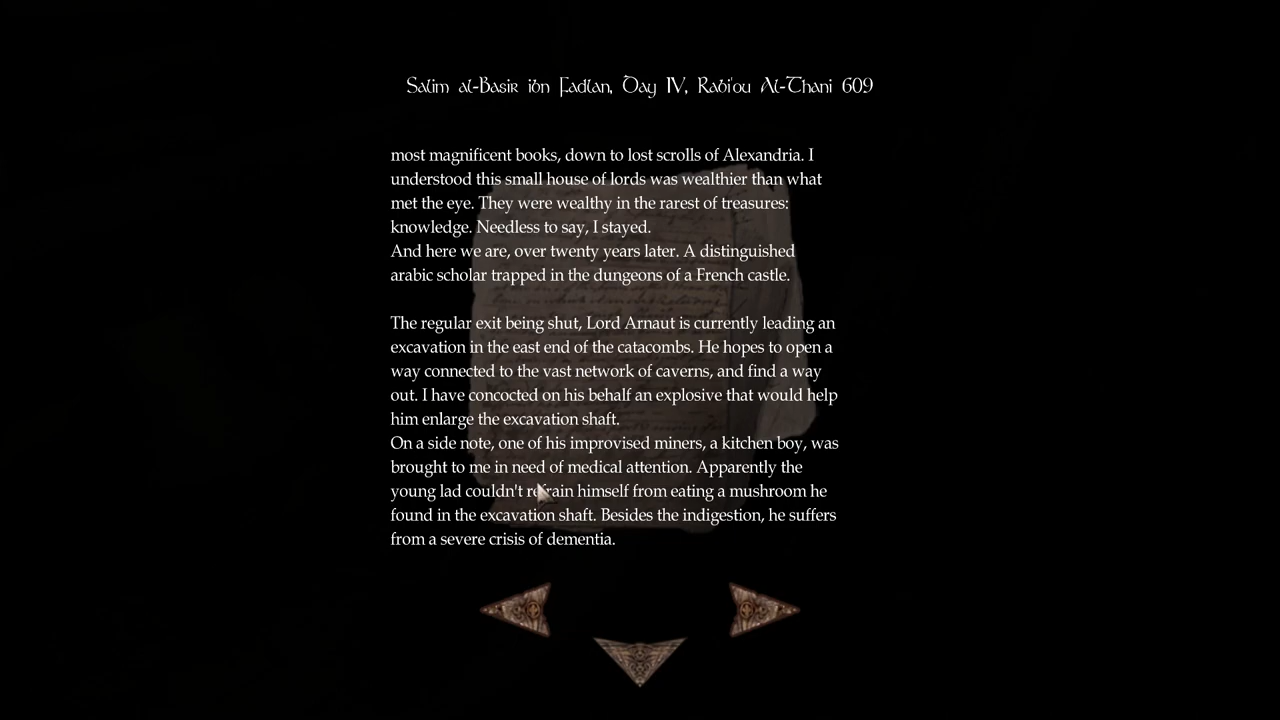 Salim al-Basir ibn Fadlan, Day IV, Rabi'ou Al-Thani 609
most magnificent books, down to lost scrolls of Alexandria. I
understood this small house of lords was wealthier than what
met the eye. They were wealthy in the rarest of treasures:
knowledge. Needless to say, I stayed.
And here we are, over twenty years later. A distinguished
arabic scholar trapped in the dungeons of a French castle.
The regular exit being shut, Lord Arnaut is currently leading an
excavation in the east end of the catacombs. He hopes to open a
way connected to the vast network of caverns, and find a way
out. I have concocted on his behalf an explosive that would help
him enlarge the excavation shaft.
On a side note, one of his improvised miners, a kitchen boy, was
brought to me in need of medical attention. Apparently the
young lad couldn't refrain himself from eating a mushroom he
found in the excavation shaft. Besides the indigestion, he suffers
from a severe crisis of dementia.